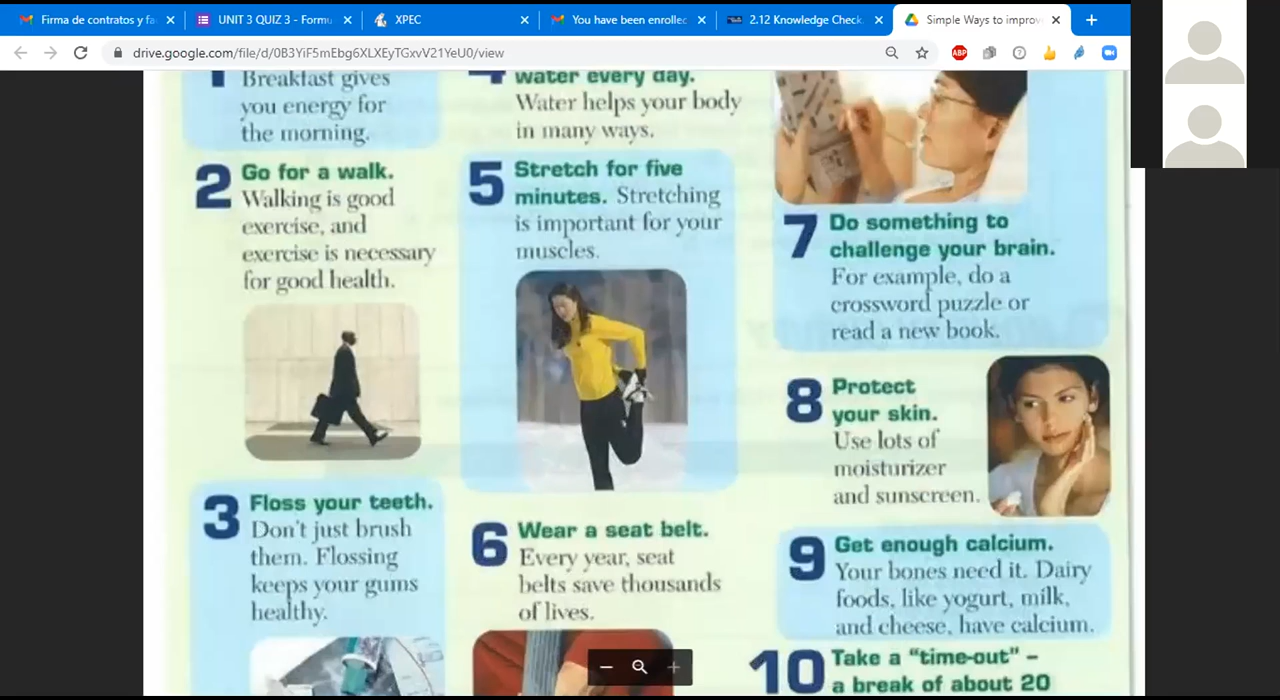 Firma de contratos y fa
UNIT 3 QUIZ 3 - Formu
XPEC
You have been enrolled
2.12 Knowledge Check
Simple Ways to improv
drive.google.com/file/d/0B3YiF5mEbg6XLXEyTGxvV21YeU0/view
ABP
1
Breakfast gives
you energy for
the morning.
2 Go for a walk.
Walking is good
exercise, and
exercise is necessary
for good health.
3 Floss your teeth.
Don't just brush
them. Flossing
keeps your gums
healthy.
4 water every day.
Water helps your body
in many ways.
5 Stretch for five
minutes. Stretching
is important for your
muscles.
6 Wear a seat belt.
Every year, seat
belts save thousands
of lives.
7 Do something to
challenge your brain.
For example, do a
crossword puzzle or
read a new book.
8 Protect
your skin.
Use lots of
moisturizer
and sunscreen.
9 Get enough calcium.
Your bones need it. Dairy
foods, like yogurt, milk,
and cheese, have calcium.
10 Take a "time-out" –
a break of about 20